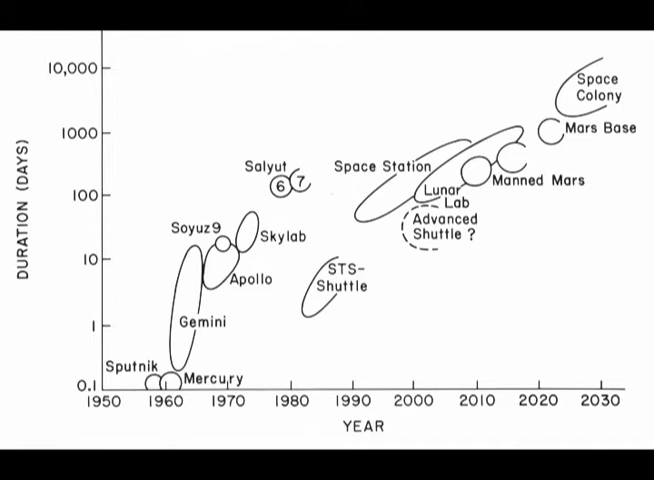 10,000
Space
Colony
1000
Mars Base
Salyut
Space Station
6
7
Manned Mars
100
Lunar
Lab
Advanced
Shuttle ?
Soyuz9
Skylab
10
STS-
Shuttle
Apollo
1
Gemini
Sputnik
Mercury
0.1
DURATION (DAYS)
1950
1960
1970
1980
1990
2000
2010
2020
2030
YEAR